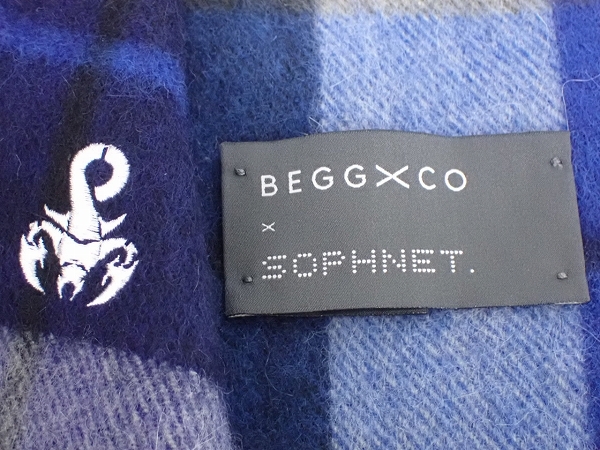 BEGG×CO
×
SOPHNET.